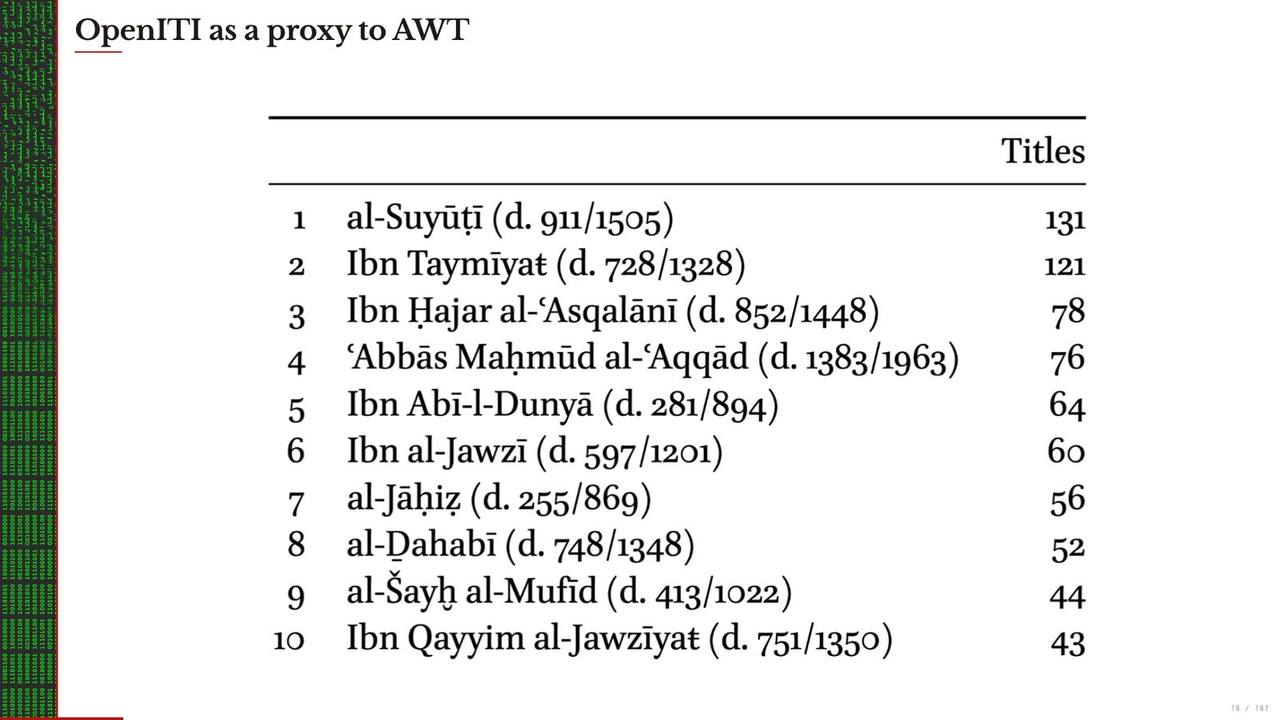 OpenITI as a proxy to AWT
Titles
1 al-Suyūṭī (d. 911/1505) 131
2 Ibn Taymīyaŧ (d. 728/1328) 121
3 Ibn Ḥajar al-ʿAsqalānī (d. 852/1448) 78
4 ʿAbbās Maḥmūd al-ʿAqqād (d. 1383/1963) 76
5 Ibn Abī-l-Dunyā (d. 281/894) 64
6 Ibn al-Jawzī (d. 597/1201) 60
7 al-Jāḥiẓ (d. 255/869) 56
8 al-Ḏahabī (d. 748/1348) 52
9 al-Šayḫ al-Mufīd (d. 413/1022) 44
10 Ibn Qayyim al-Jawzīyaŧ (d. 751/1350) 43
18 / 187